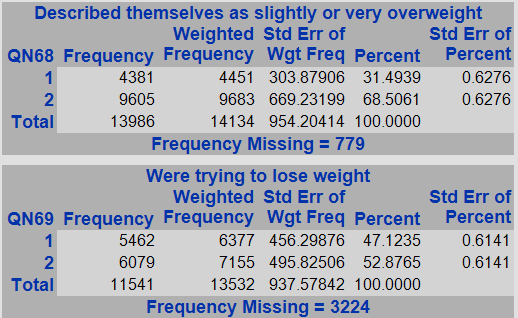 Described themselves as slightly or very overweight
Weighted Std Err of Std Err of
QN68 Frequency Frequency Wgt Freq Percent Percent
1 4381 4451 303.87906 31.4939 0.6276
2 9605 9683 669.23199 68.5061 0.6276
Total 13986 14134 954.20414 100.0000
Frequency Missing = 779
Were trying to lose weight
Weighted Std Err of Std Err of
QN69 Frequency Frequency Wgt Freq Percent Percent
1 5462 6377 456.29876 47.1235 0.6141
2 6079 7155 495.82506 52.8765 0.6141
Total 11541 13532 937.57842 100.0000
Frequency Missing = 3224